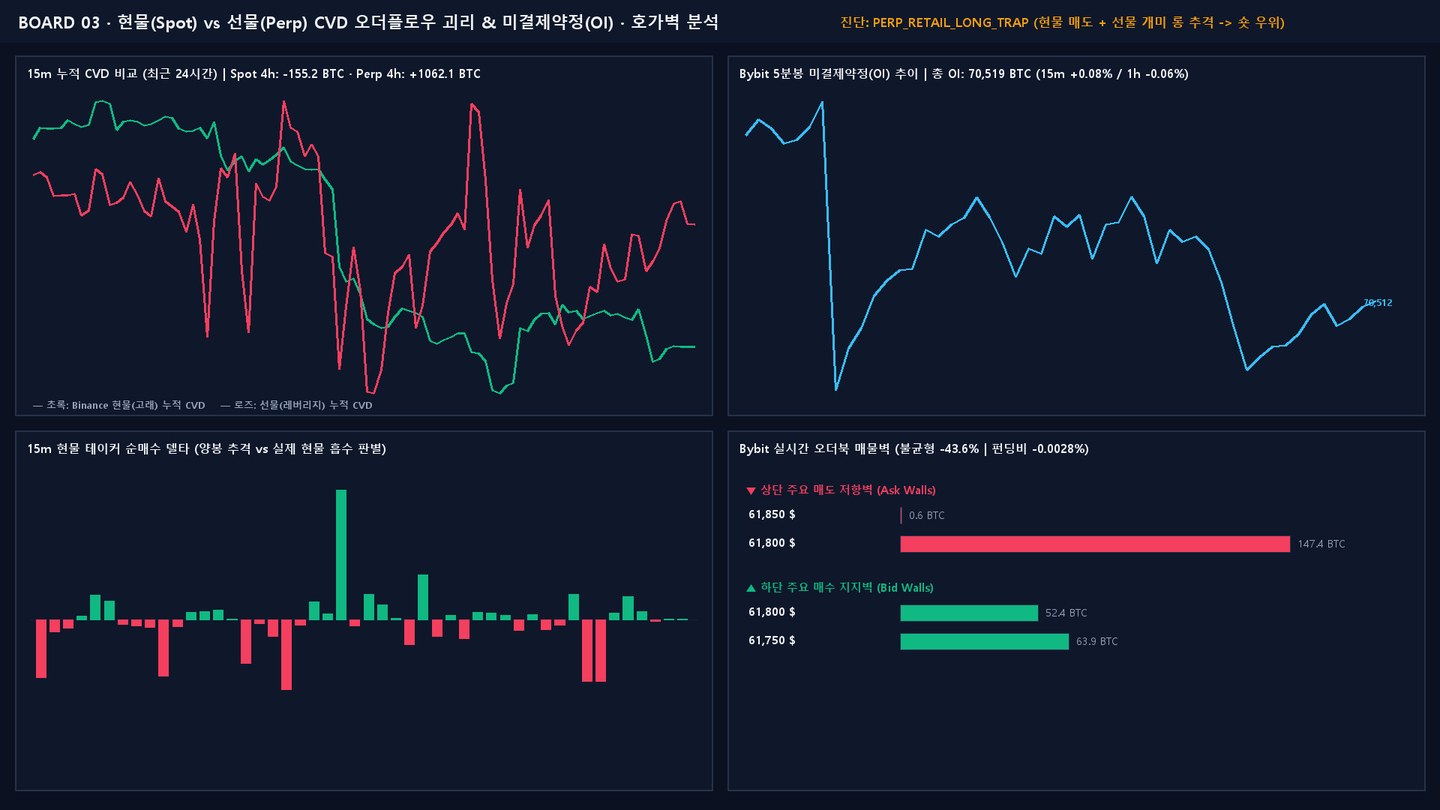 BOARD 03 · 현물(Spot) vs 선물(Perp) CVD 오더플로우 괴리 & 미결제약정(OI) · 호가벽 분석
진단: PERP_RETAIL_LONG_TRAP (현물 매도 + 선물 개미 롱 추격 -> 숏 우위)
15m 누적 CVD 비교 (최근 24시간) | Spot 4h: -155.2 BTC · Perp 4h: +1062.1 BTC
— 초록: Binance 현물(고래) 누적 CVD — 로즈: 선물(레버리지) 누적 CVD
Bybit 5분봉 미결제약정(OI) 추이 | 총 OI: 70,519 BTC (15m +0.08% / 1h -0.06%)
70,512
15m 현물 테이커 순매수 델타 (양봉 추격 vs 실제 현물 흡수 판별)
Bybit 실시간 오더북 매물벽 (불균형 -43.6% | 펀딩비 -0.0028%)
▼ 상단 주요 매도 저항벽 (Ask Walls)
61,850 $ 0.6 BTC
61,800 $ 147.4 BTC
▲ 하단 주요 매수 지지벽 (Bid Walls)
61,800 $ 52.4 BTC
61,750 $ 63.9 BTC